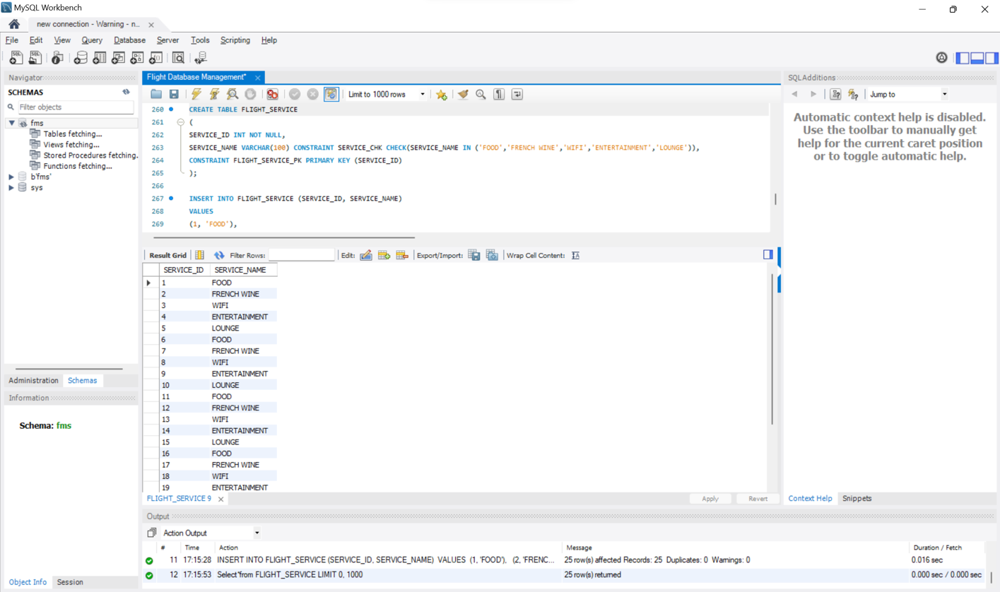 MySQL Workbench
new connection - Warning - n...
File Edit View Query Database Server Tools Scripting Help
Navigator
SCHEMAS
Filter objects
fms
Tables fetching...
Views fetching...
Stored Procedures fetching.
Functions fetching...
b'fms'
sys
Administration Schemas
Information
Schema: fms
Object Info Session
Flight Database Management*
Limit to 1000 rows
260 CREATE TABLE FLIGHT_SERVICE
261 (
262 SERVICE_ID INT NOT NULL,
263 SERVICE_NAME VARCHAR(100) CONSTRAINT SERVICE_CHK CHECK(SERVICE_NAME IN ('FOOD','FRENCH WINE','WIFI','ENTERTAINMENT','LOUNGE')),
264 CONSTRAINT FLIGHT_SERVICE_PK PRIMARY KEY (SERVICE_ID)
265 );
266
267 INSERT INTO FLIGHT_SERVICE (SERVICE_ID, SERVICE_NAME)
268 VALUES
269 (1, 'FOOD'),
Result Grid Filter Rows: Edit: Export/Import: Wrap Cell Content:
SERVICE_ID SERVICE_NAME
1 FOOD
2 FRENCH WINE
3 WIFI
4 ENTERTAINMENT
5 LOUNGE
6 FOOD
7 FRENCH WINE
8 WIFI
9 ENTERTAINMENT
10 LOUNGE
11 FOOD
12 FRENCH WINE
13 WIFI
14 ENTERTAINMENT
15 LOUNGE
16 FOOD
17 FRENCH WINE
18 WIFI
19 ENTERTAINMENT
FLIGHT_SERVICE 9 Apply Revert
SQLAdditions
Jump to
Automatic context help is disabled.
Use the toolbar to manually get
help for the current caret position
or to toggle automatic help.
Context Help Snippets
Output
Action Output
# Time Action Message Duration / Fetch
11 17:15:28 INSERT INTO FLIGHT_SERVICE (SERVICE_ID, SERVICE_NAME) VALUES (1, 'FOOD'), (2, 'FRENC... 25 row(s) affected Records: 25 Duplicates: 0 Warnings: 0 0.016 sec
12 17:15:53 Select*from FLIGHT_SERVICE LIMIT 0, 1000 25 row(s) returned 0.000 sec / 0.000 sec